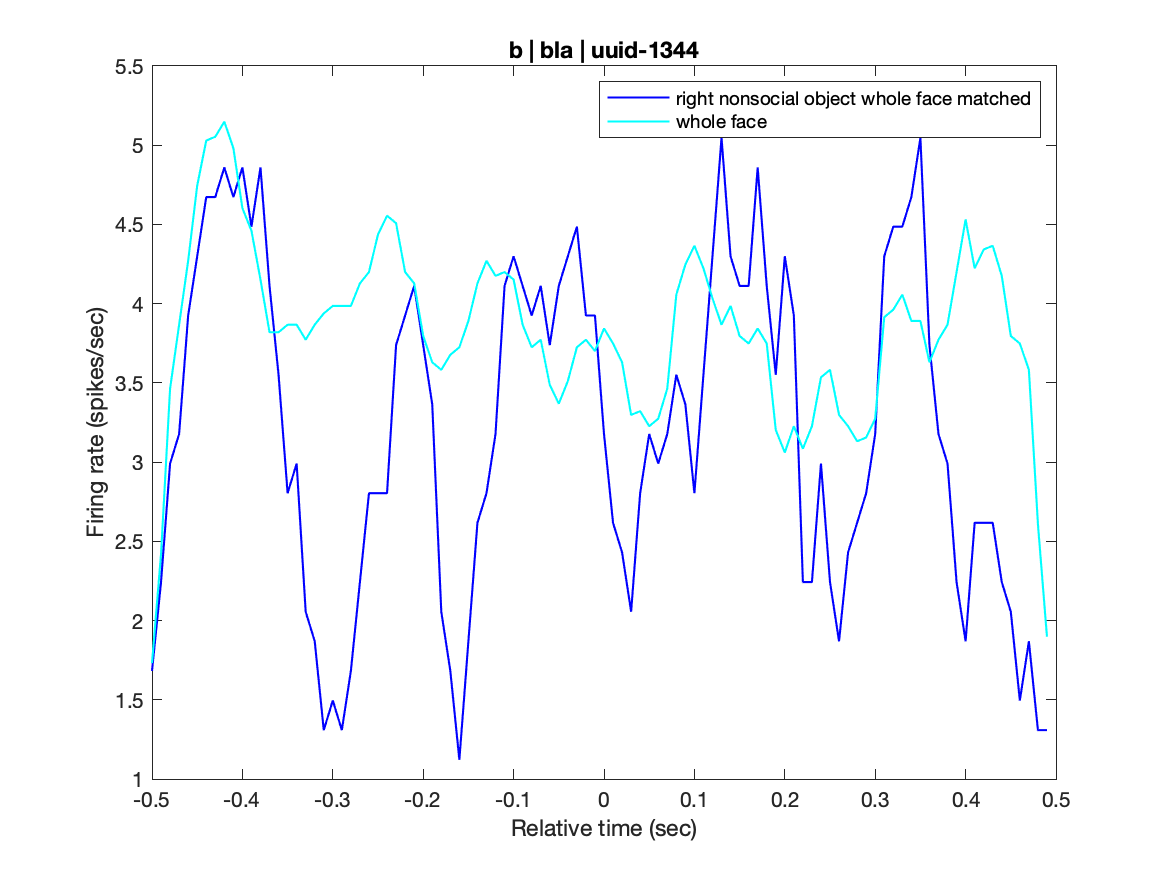 b | bla | uuid-1344
right nonsocial object whole face matched
whole face
5.5
5
4.5
4
3.5
3
2.5
2
1.5
1
Firing rate (spikes/sec)
-0.5 -0.4 -0.3 -0.2 -0.1 0 0.1 0.2 0.3 0.4 0.5
Relative time (sec)